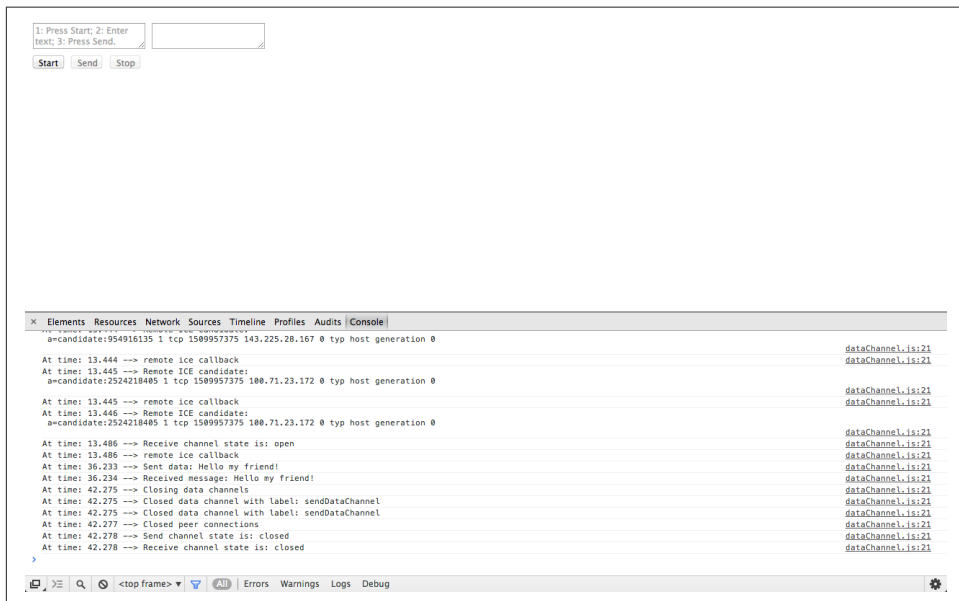 1: Press Start; 2: Enter
text; 3: Press Send.
Start Send Stop
× Elements Resources Network Sources Timeline Profiles Audits Console
a=candidate:954916135 1 tcp 1509957375 143.225.28.167 0 typ host generation 0
dataChannel.js:21
At time: 13.444 --> remote ice callback dataChannel.js:21
At time: 13.445 --> Remote ICE candidate:
a=candidate:2524218405 1 tcp 1509957375 100.71.23.172 0 typ host generation 0
dataChannel.js:21
At time: 13.445 --> remote ice callback dataChannel.js:21
At time: 13.446 --> Remote ICE candidate:
a=candidate:2524218405 1 tcp 1509957375 100.71.23.172 0 typ host generation 0
dataChannel.js:21
At time: 13.486 --> Receive channel state is: open dataChannel.js:21
At time: 13.486 --> remote ice callback dataChannel.js:21
At time: 36.233 --> Sent data: Hello my friend! dataChannel.js:21
At time: 36.234 --> Received message: Hello my friend! dataChannel.js:21
At time: 42.275 --> Closing data channels dataChannel.js:21
At time: 42.275 --> Closed data channel with label: sendDataChannel dataChannel.js:21
At time: 42.275 --> Closed data channel with label: sendDataChannel dataChannel.js:21
At time: 42.277 --> Closed peer connections dataChannel.js:21
At time: 42.278 --> Send channel state is: closed dataChannel.js:21
At time: 42.278 --> Receive channel state is: closed dataChannel.js:21
>
<top frame> ▼ All | Errors Warnings Logs Debug